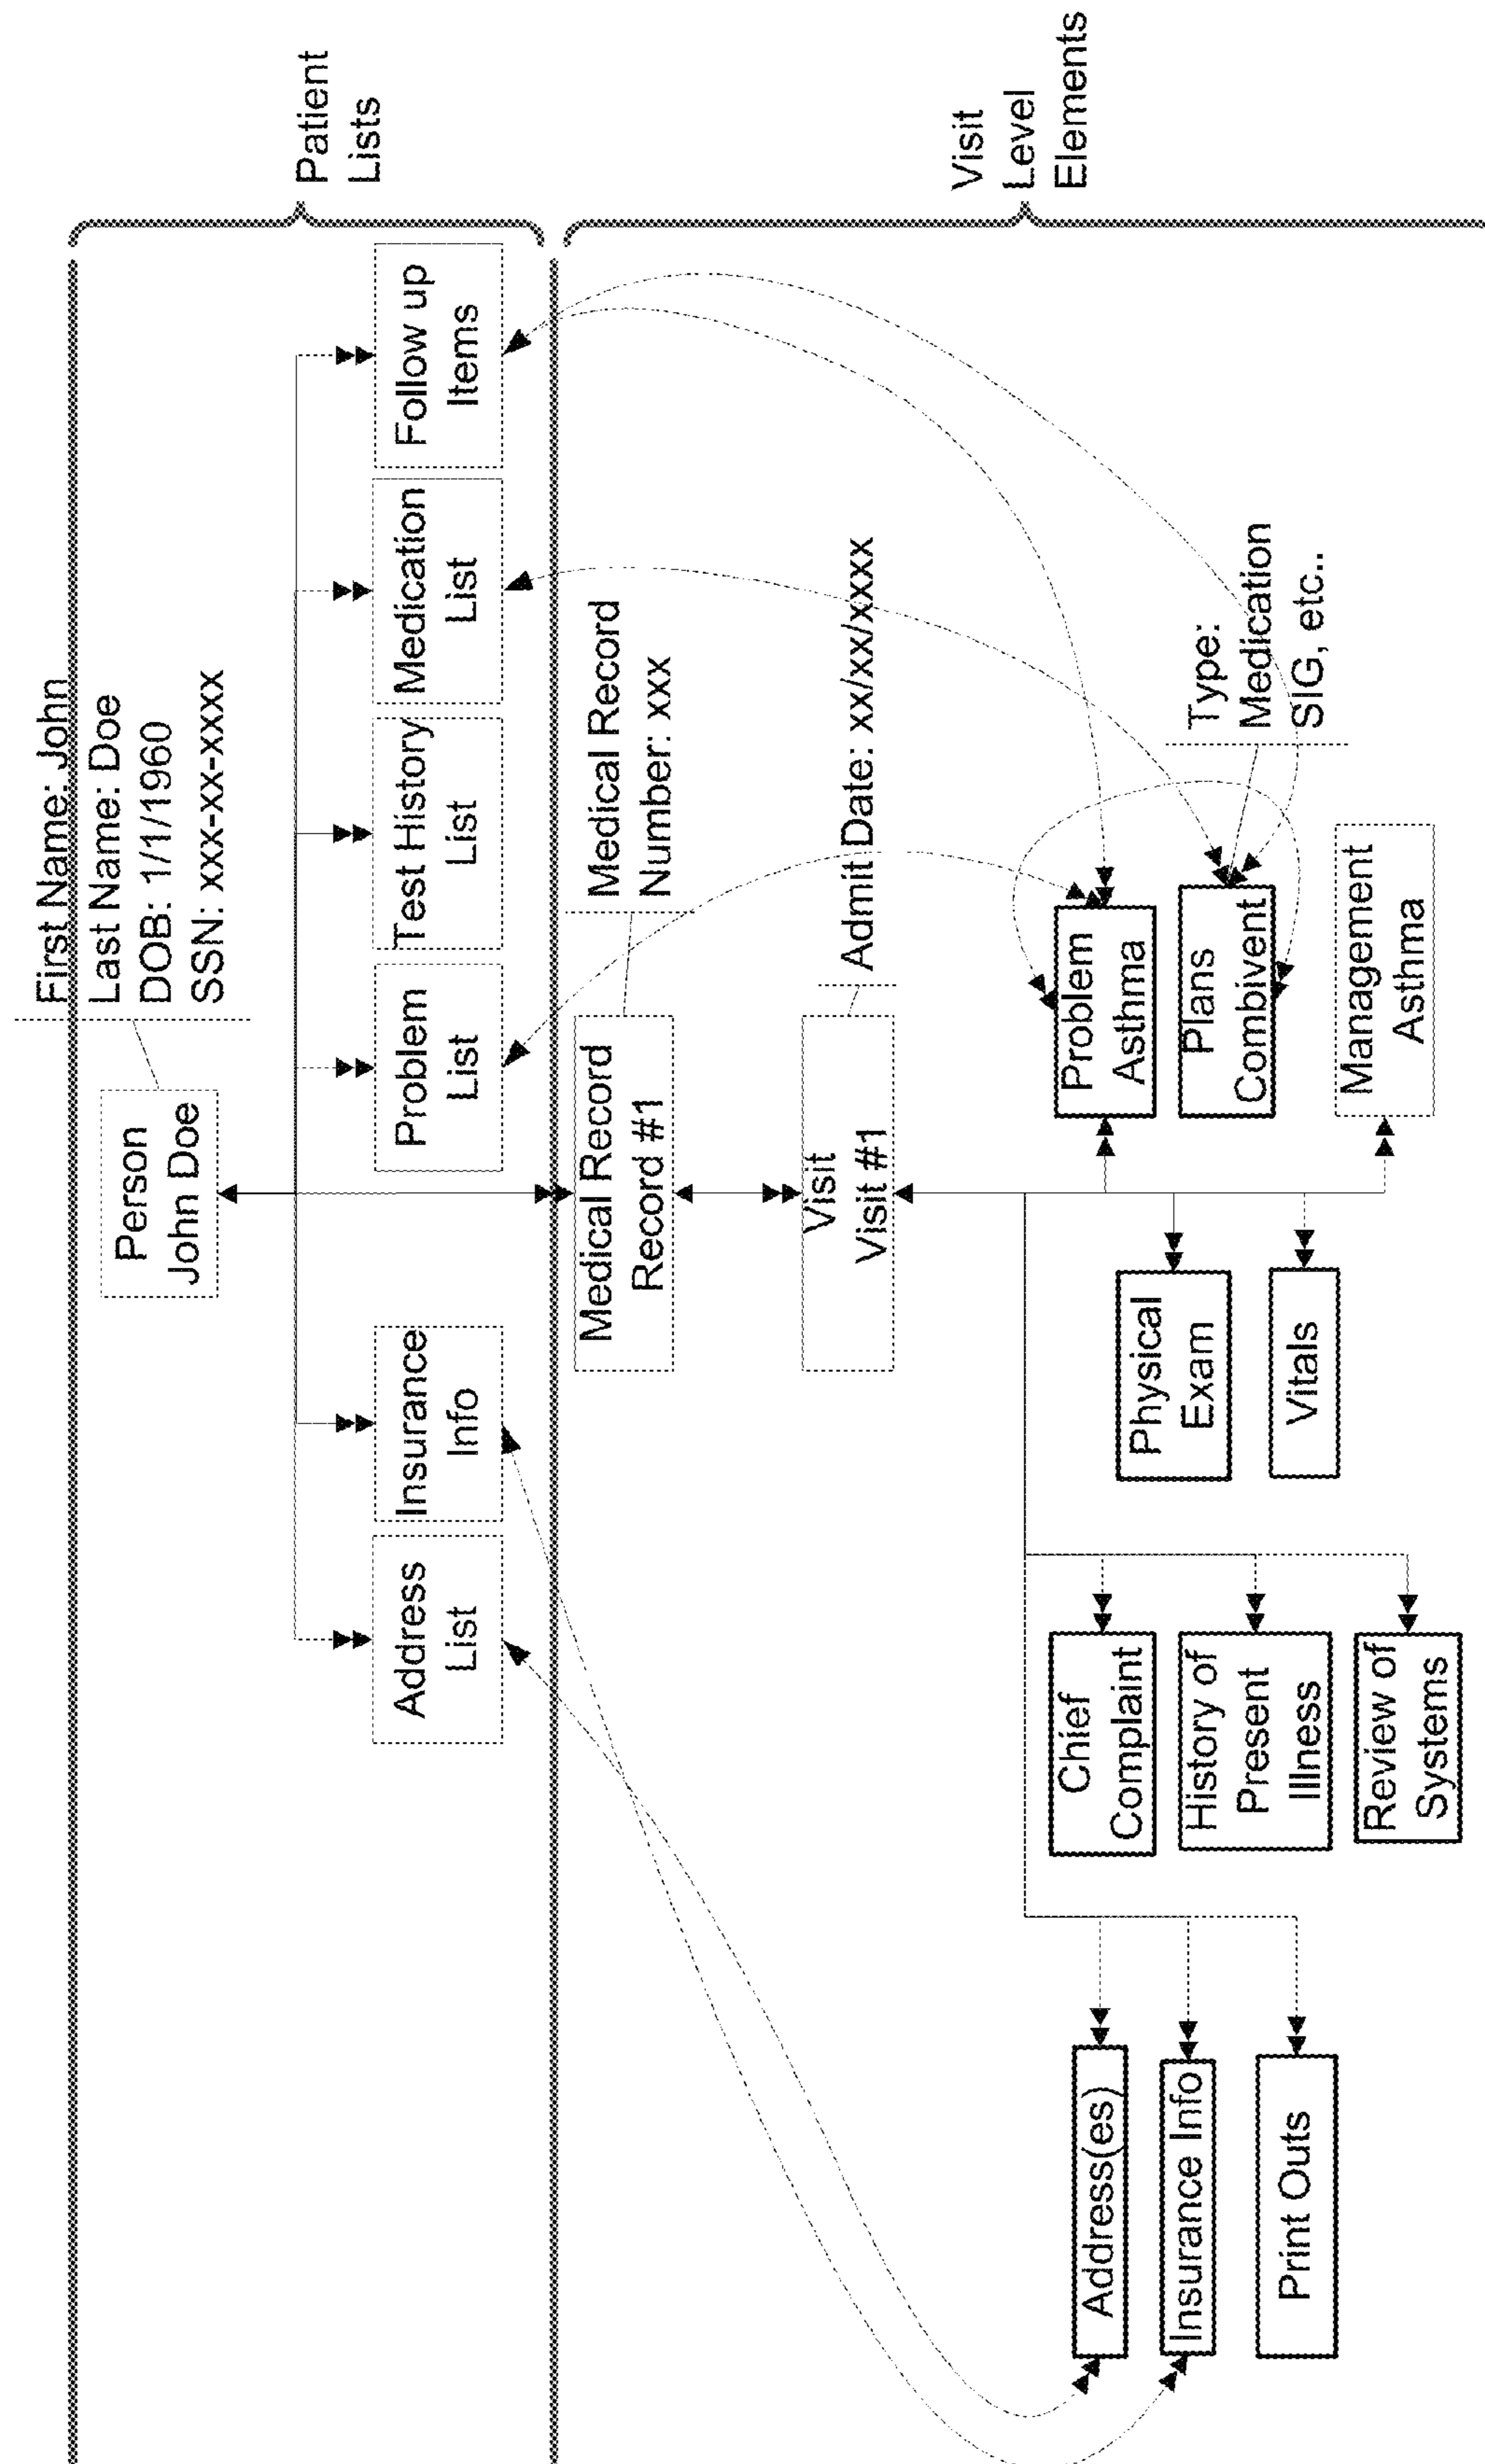 First Name: John
Last Name: Doe
DOB: 1/1/1960
SSN: xxx-xx-xxxx
Person
John Doe
Patient
Lists
Address
List
Insurance
Info
Problem
List
Test History
List
Medication
List
Follow up
Items
Medical Record
Record #1
Medical Record
Number: xxx
Visit
Visit #1
Admit Date: xx/xx/xxxx
Visit
Level
Elements
Address(es)
Insurance Info
Print Outs
Chief
Complaint
History of
Present
Illness
Review of
Systems
Physical
Exam
Vitals
Problem
Asthma
Plans
Combivent
Type:
Medication
SIG, etc..
Management
Asthma